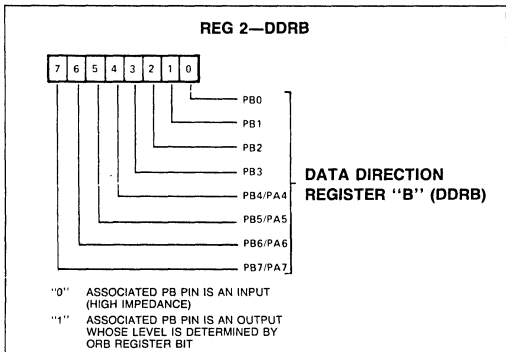 REG 2—DDRB
7 6 5 4 3 2 1 0
PB0
PB1
PB2
PB3
PB4/PA4
PB5/PA5
PB6/PA6
PB7/PA7
DATA DIRECTION
REGISTER "B" (DDRB)
"0" ASSOCIATED PB PIN IS AN INPUT
(HIGH IMPEDANCE)
"1" ASSOCIATED PB PIN IS AN OUTPUT
WHOSE LEVEL IS DETERMINED BY
ORB REGISTER BIT